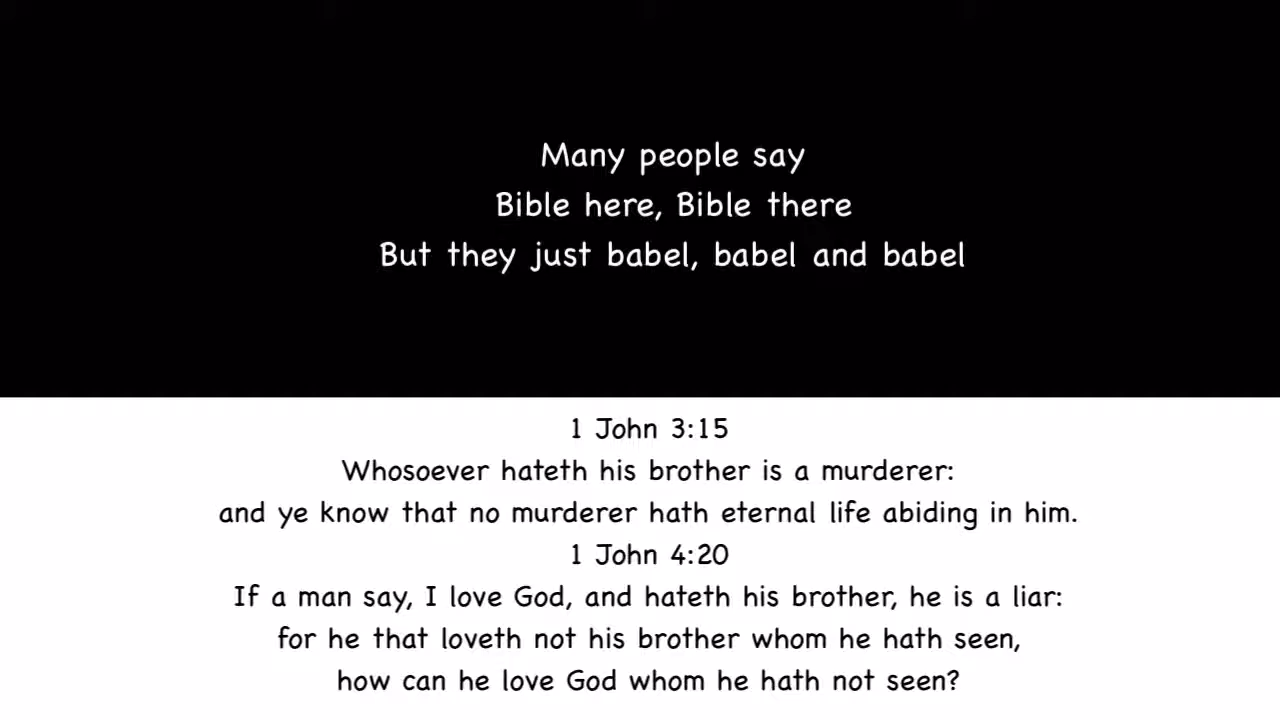 Many people say
Bible here, Bible there
But they just babel, babel and babel
1 John 3:15
Whosoever hateth his brother is a murderer:
and ye know that no murderer hath eternal life abiding in him.
1 John 4:20
If a man say, I love God, and hateth his brother, he is a liar:
for he that loveth not his brother whom he hath seen,
how can he love God whom he hath not seen?